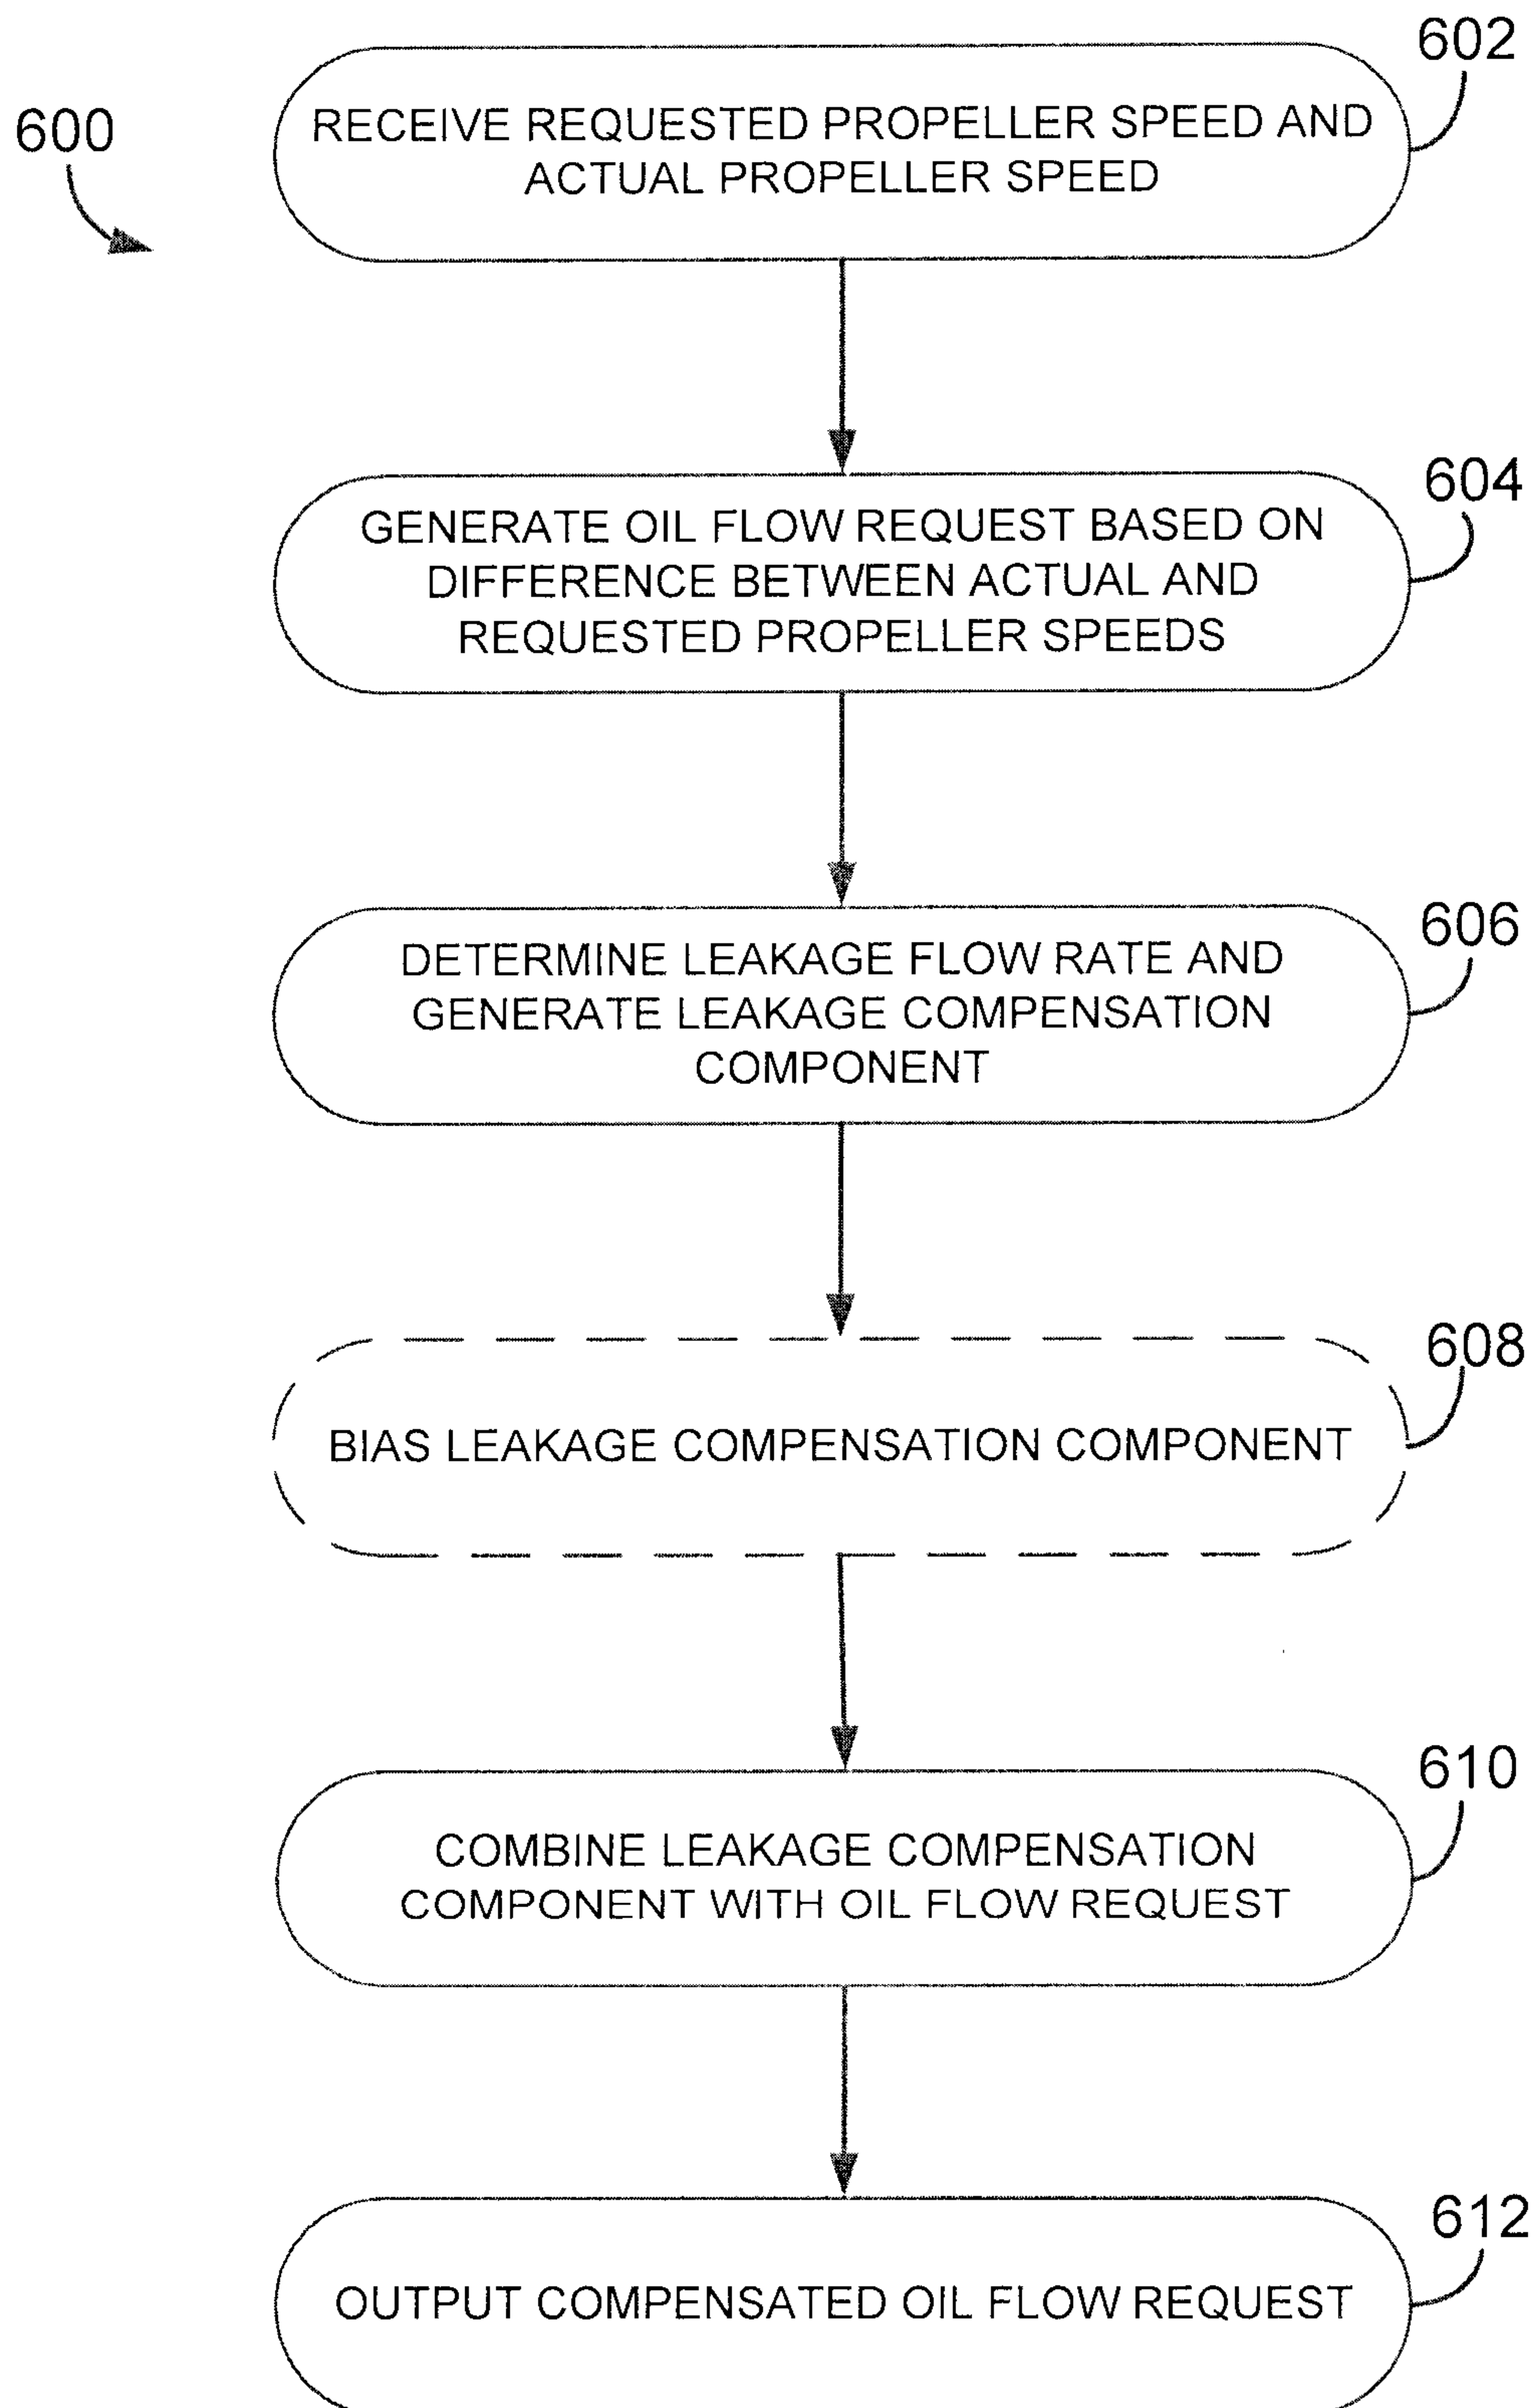 602
600
RECEIVE REQUESTED PROPELLER SPEED AND
ACTUAL PROPELLER SPEED
604
GENERATE OIL FLOW REQUEST BASED ON
DIFFERENCE BETWEEN ACTUAL AND
REQUESTED PROPELLER SPEEDS
606
DETERMINE LEAKAGE FLOW RATE AND
GENERATE LEAKAGE COMPENSATION
COMPONENT
608
BIAS LEAKAGE COMPENSATION COMPONENT
610
COMBINE LEAKAGE COMPENSATION
COMPONENT WITH OIL FLOW REQUEST
612
OUTPUT COMPENSATED OIL FLOW REQUEST